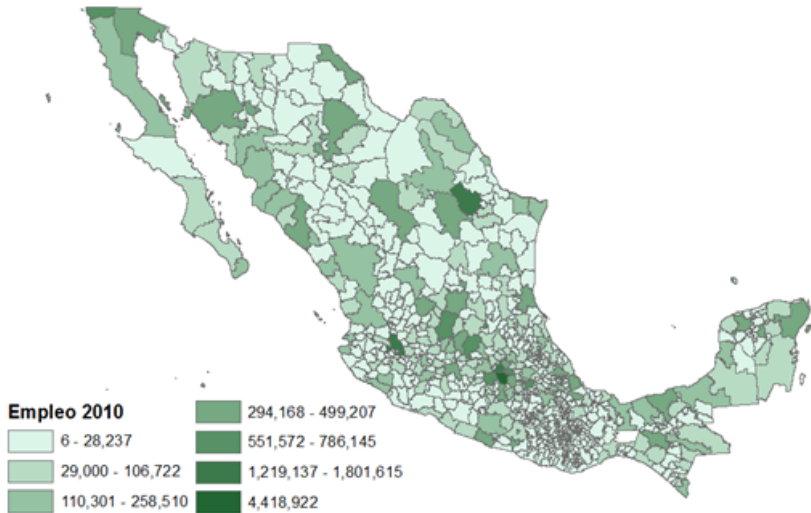 Empleo 2010
6 - 28,237
29,000 - 106,722
110,301 - 258,510
294,168 - 499,207
551,572 - 786,145
1,219,137 - 1,801,615
4,418,922